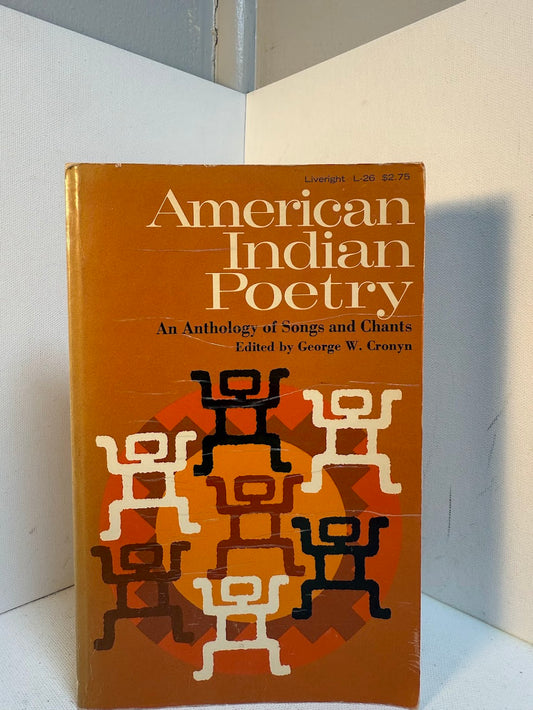 Liveright L-26 $2.75
American
Indian
Poetry
An Anthology of Songs and Chants
Edited by George W. Cronyn